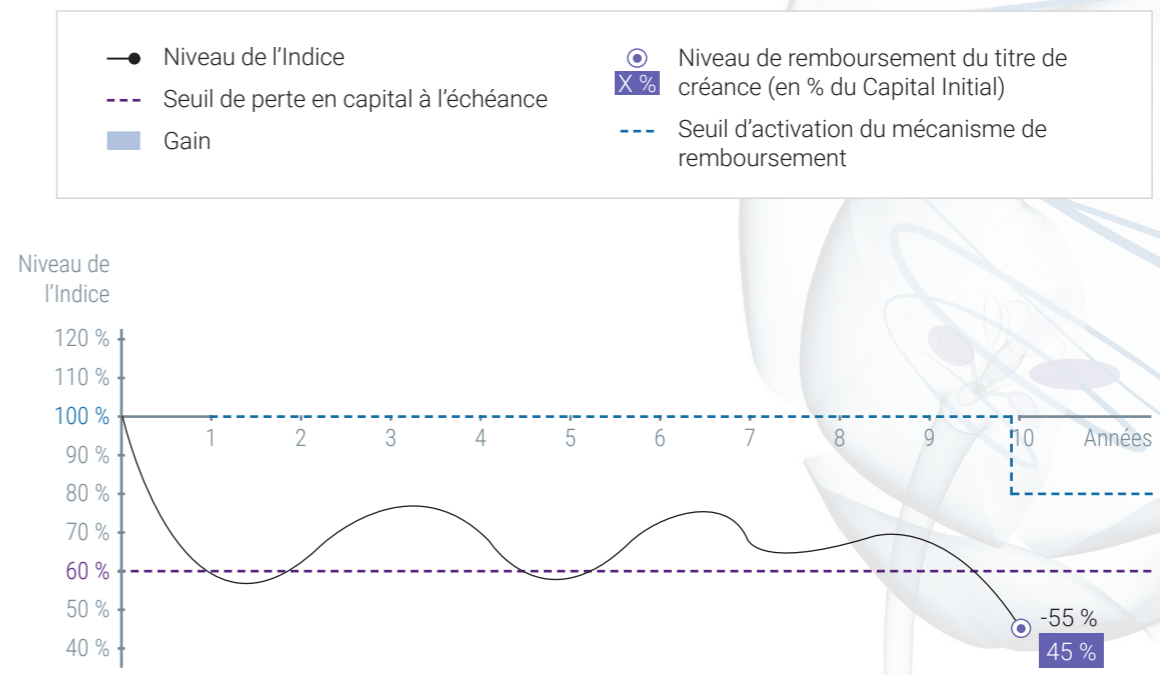 Niveau de l'Indice
Seuil de perte en capital à l'échéance
Gain
X %
Niveau de remboursement du titre de
créance (en % du Capital Initial)
Seuil d'activation du mécanisme de
remboursement
Niveau de
l'Indice
120 %
110 %
100 %
90 %
80 %
70 %
60 %
50 %
40 %
1 2 3 4 5 6 7 8 9 10 Années
-55 %
45 %